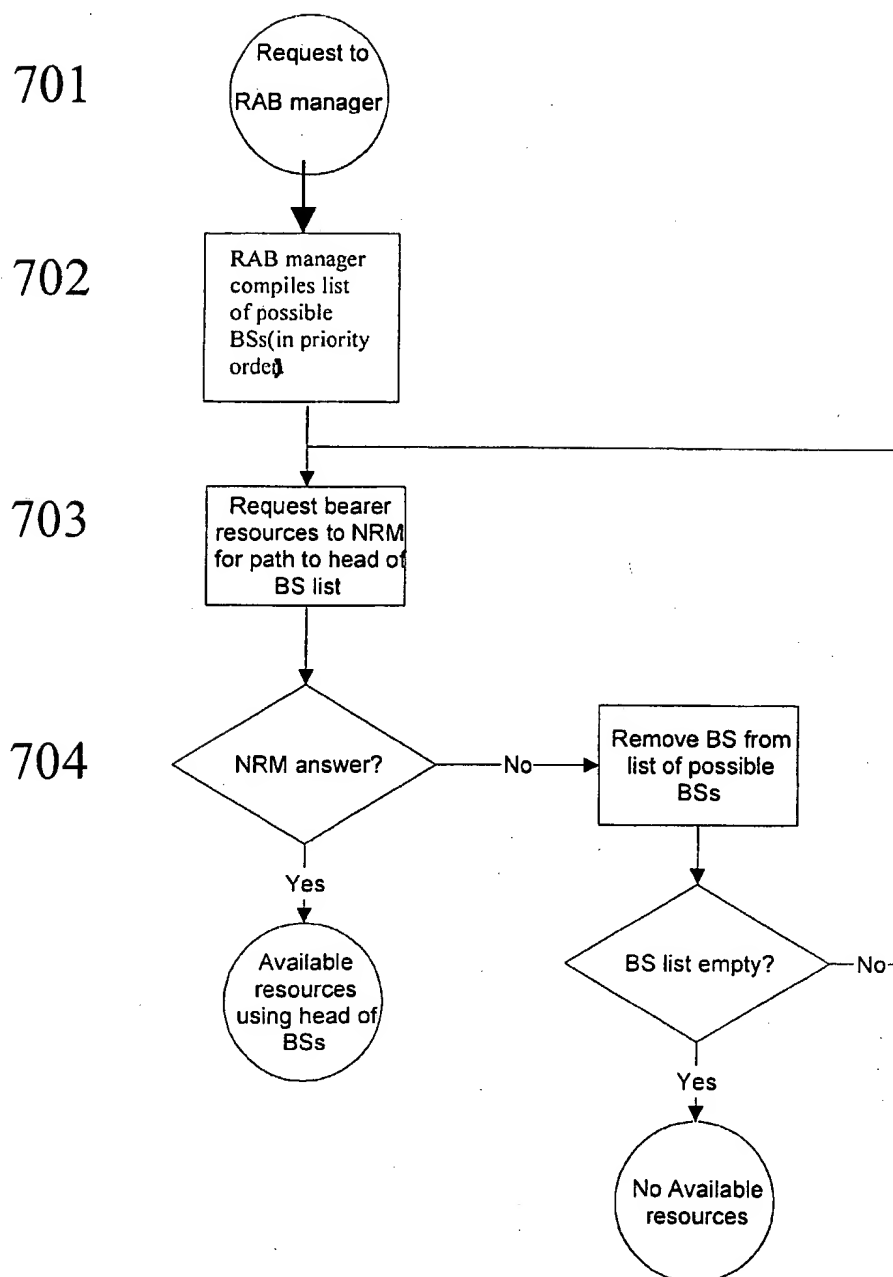 701
Request to
RAB manager
702
RAB manager
compiles list
of possible
BSs(in priority
order)
703
Request bearer
resources to NRM
for path to head of
BS list
704
NRM answer?
No
Remove BS from
list of possible
BSs
Yes
Available
resources
using head of
BSs
BS list empty?
No
Yes
No Available
resources